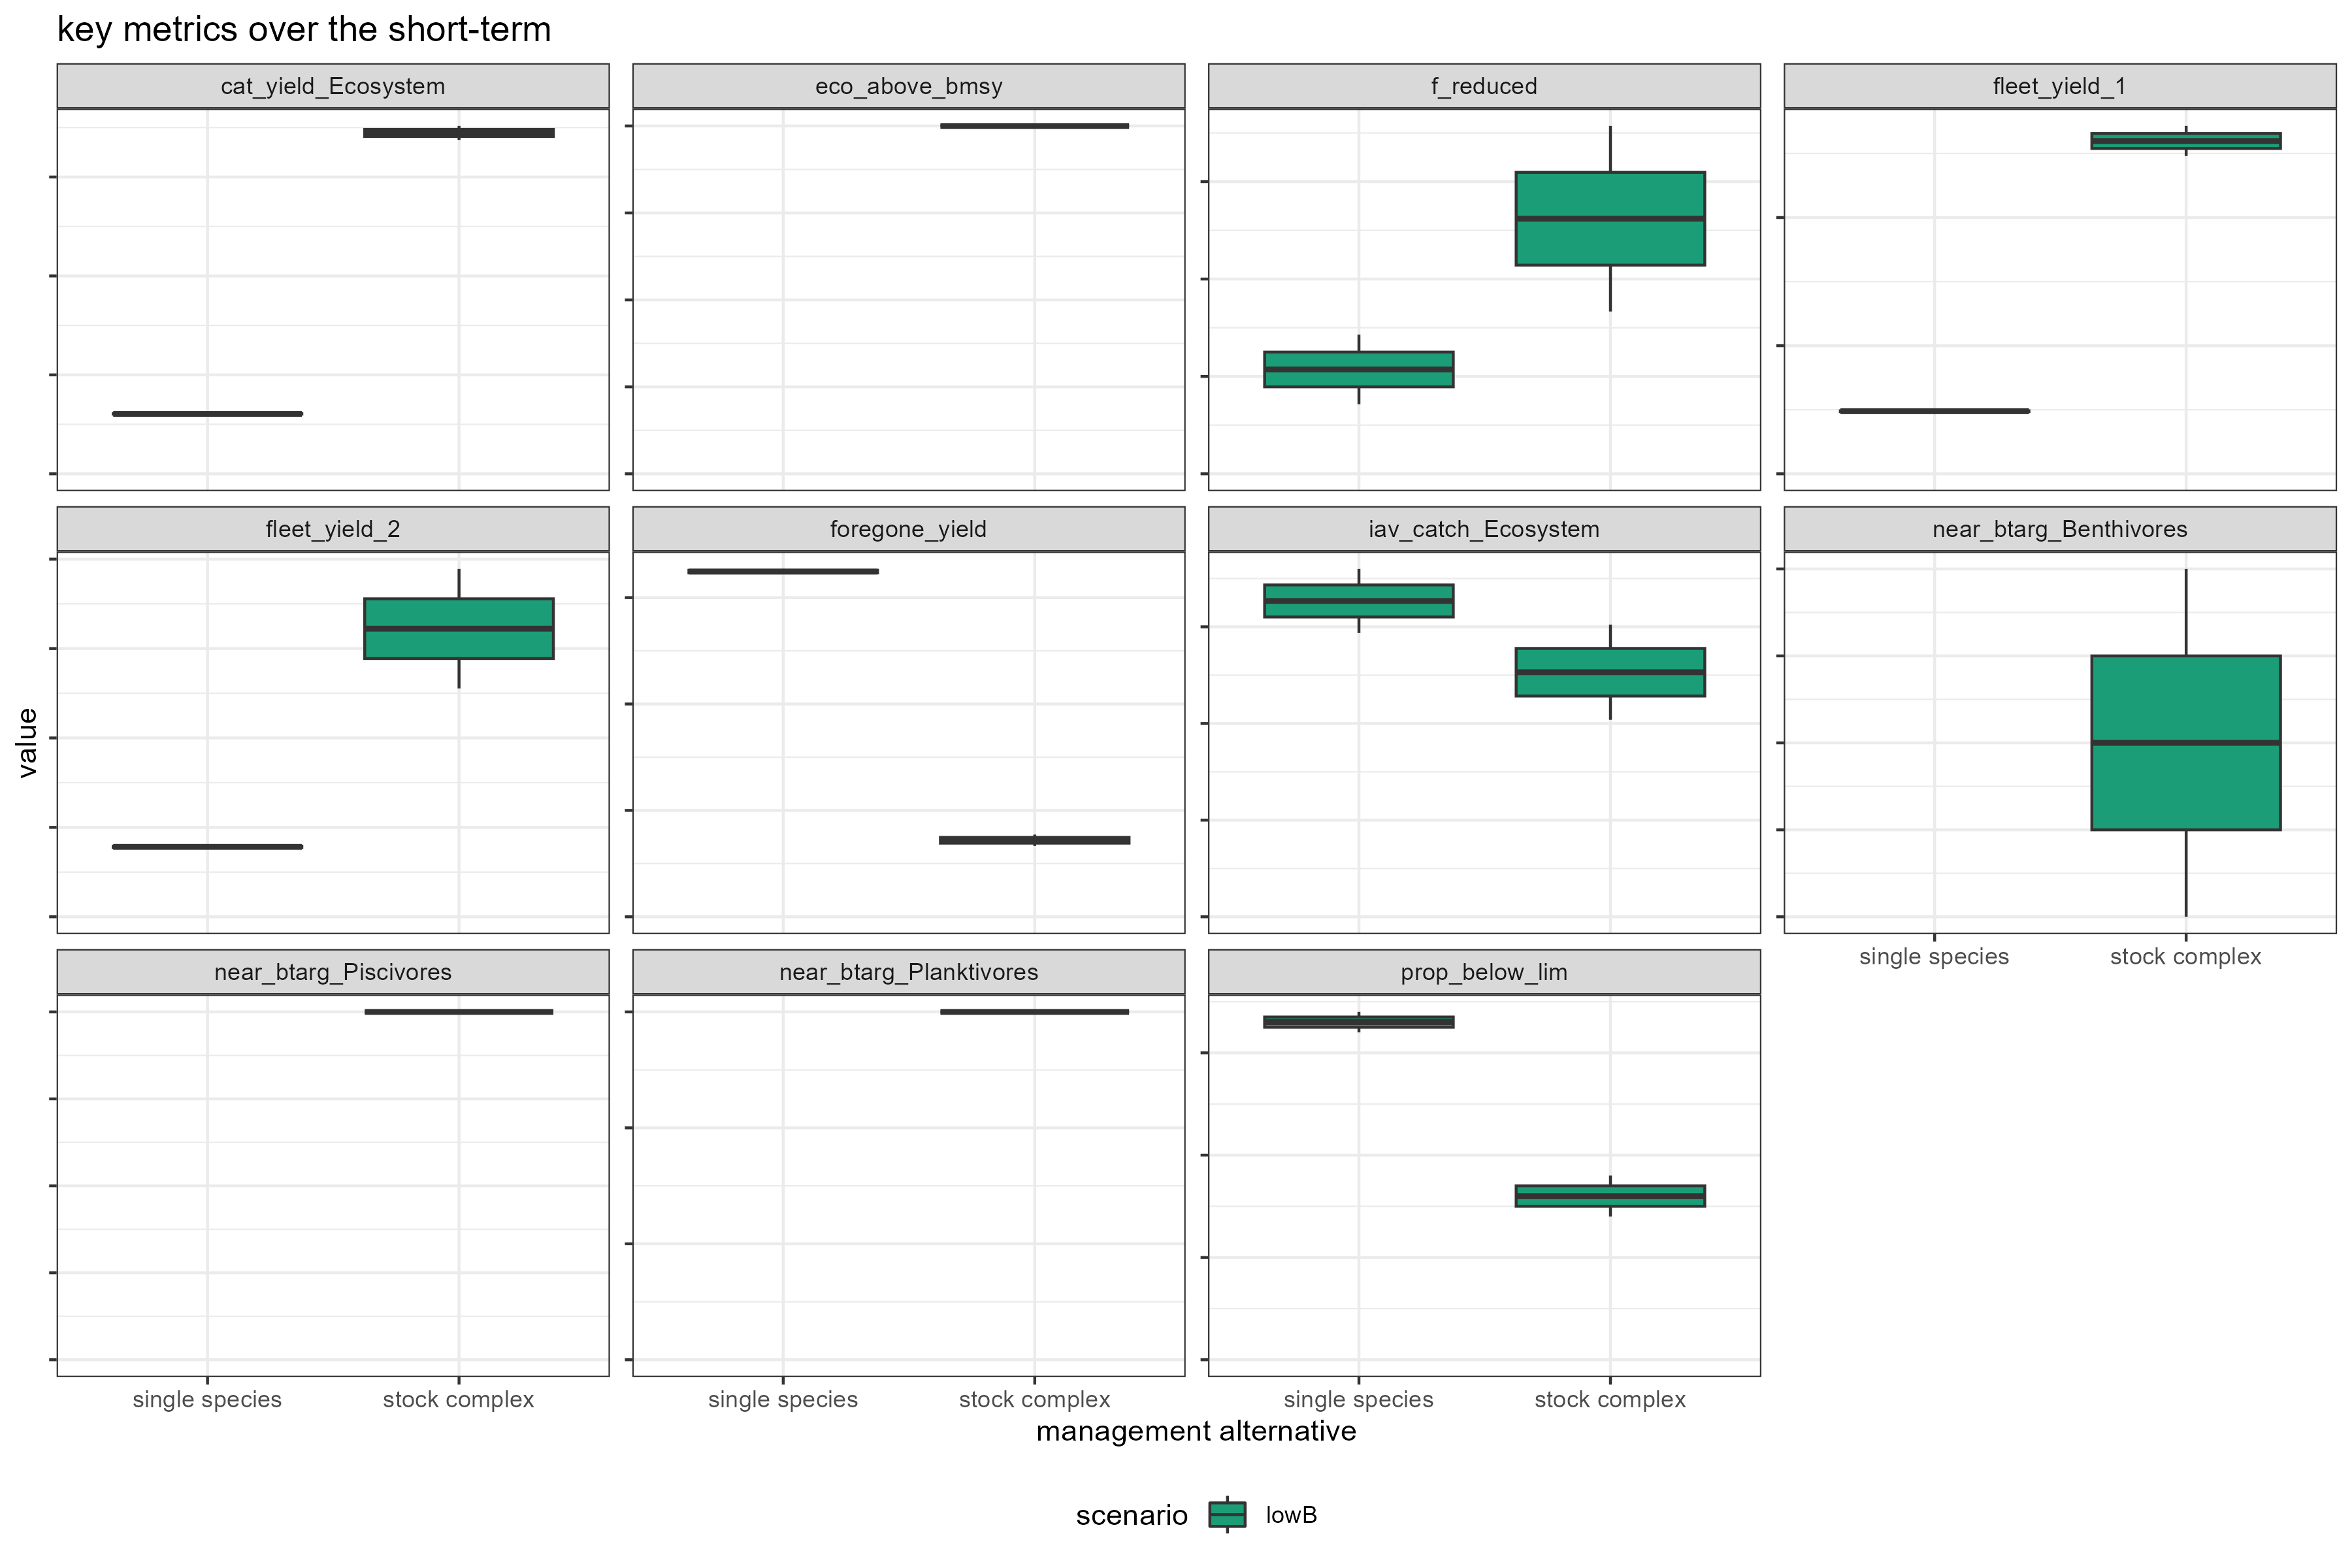 key metrics over the short-term
cat_yield_Ecosystem
eco_above_bmsy
f_reduced
fleet_yield_1
fleet_yield_2
foregone_yield
iav_catch_Ecosystem
near_btarg_Benthivores
value
single species
stock complex
near_btarg_Piscivores
near_btarg_Planktivores
prop_below_lim
single species
stock complex
single species
stock complex
single species
stock complex
management alternative
scenario
lowB